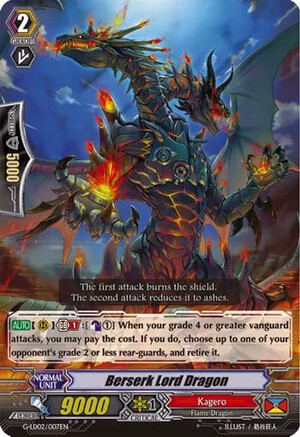 2
GRADE
5000
The first attack burns the shield.
The second attack reduces it to ashes.
AUTO [1] When your grade 4 or greater vanguard
attacks, you may pay the cost. If you do, choose up to one of your
opponent's grade 2 or less rear-guards, and retire it.
NORMAL
UNIT
Berserk Lord Dragon
9000
1
CRITICAL
Kagero
Flame Dragon
G-LD02/007EN
ILLUST /